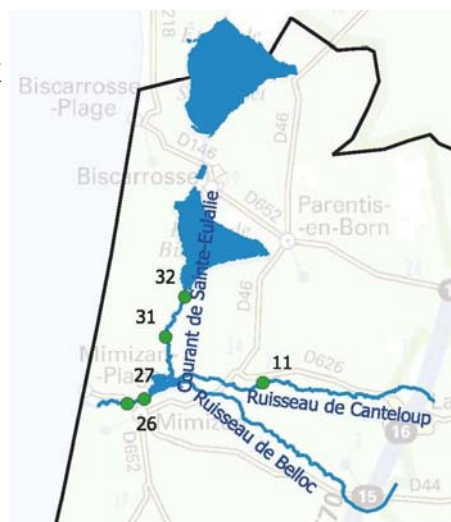 218
Biscarrosse
-Plage
D46
D146
Biscarrosse
D652
Parentis
-en-Born
32
Courant de Sainte-Eulalie
D46
31
Mimizan
-Plage
11
D626
27
Ruisseau de Canteloup
26
Mimizan
Ruisseau de Belloc
16
D652
15
D44